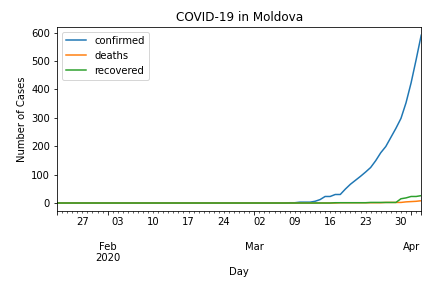 COVID-19 in Moldova
confirmed
deaths
recovered
Number of Cases
600
500
400
300
200
100
0
27 03 10 17 24 02 09 16 23 30
Feb Mar Apr
2020
Day